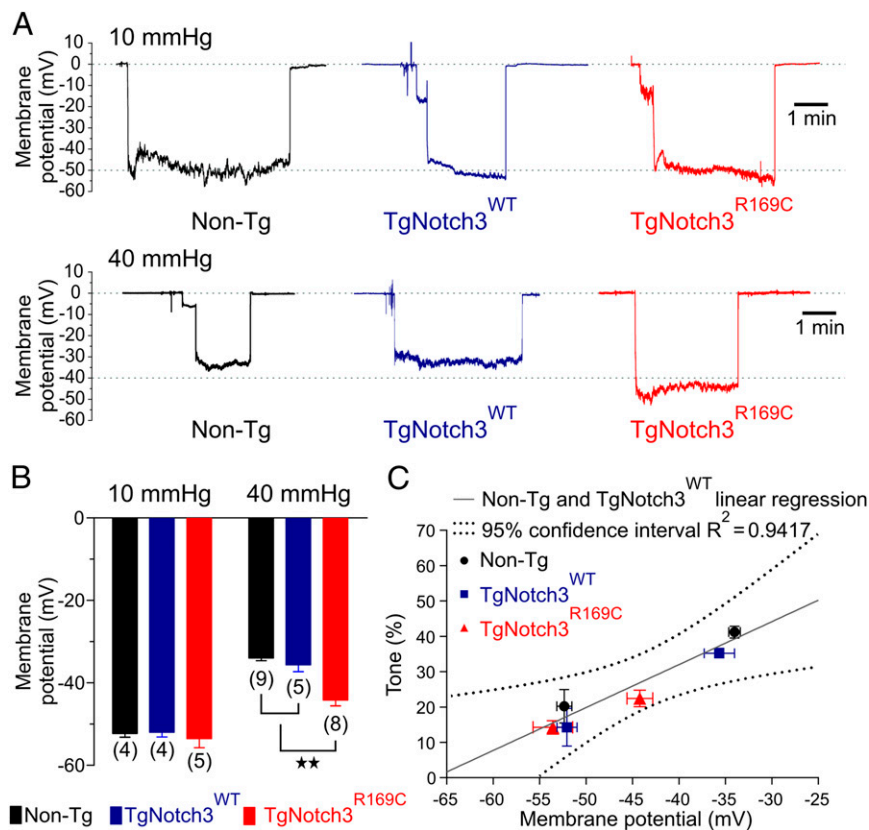 A
10 mmHg
Membrane
potential (mV)
10
0
-10
-20
-30
-40
-50
-60
1 min
Non-Tg
TgNotch3WT
TgNotch3R169C
40 mmHg
Membrane
potential (mV)
10
0
-10
-20
-30
-40
-50
-60
1 min
Non-Tg
TgNotch3WT
TgNotch3R169C
B
10 mmHg
40 mmHg
Membrane
potential (mV)
0
-20
-40
-60
(4)
(4)
(5)
(9)
(5)
(8)
★★
Non-Tg
TgNotch3WT
TgNotch3R169C
C
Non-Tg and TgNotch3WT linear regression
95% confidence interval R2 = 0.9417
Non-Tg
TgNotch3WT
TgNotch3R169C
Tone (%)
70
60
50
40
30
20
10
0
-65
-55
-45
-35
-25
Membrane potential (mV)